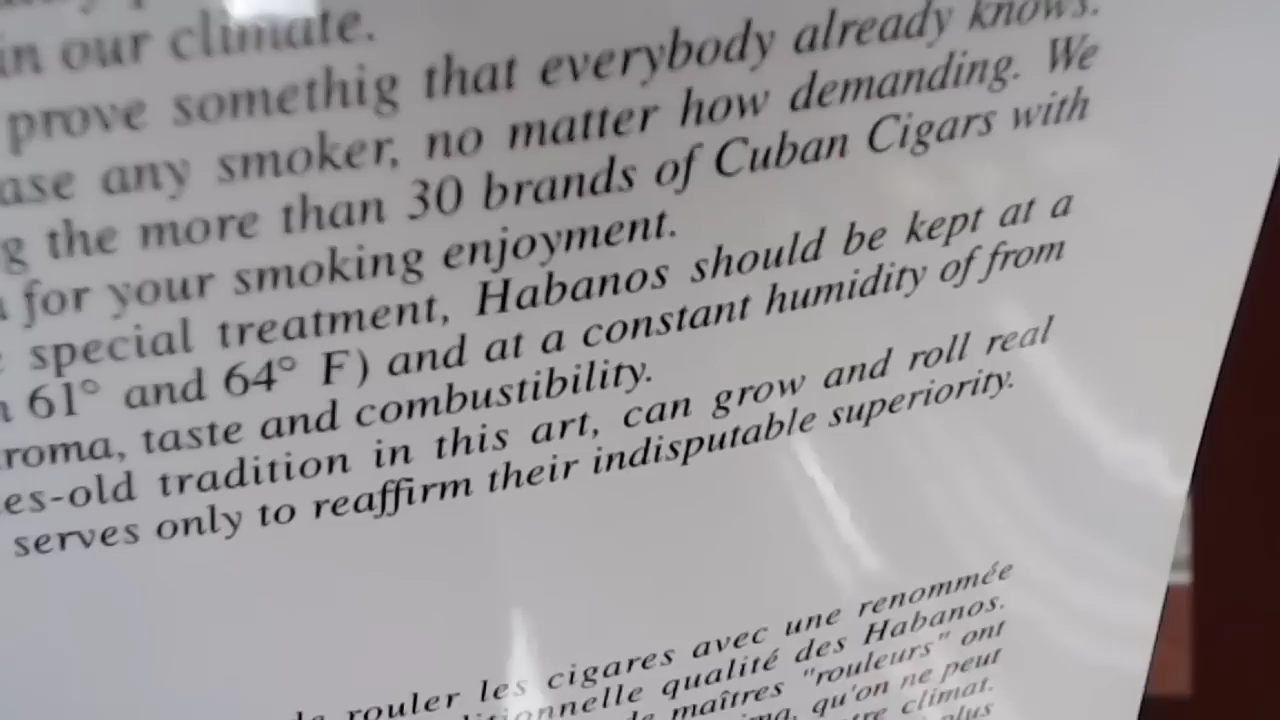 in our climate.
prove somethig that everybody already knows.
ase any smoker, no matter how demanding. We
g the more than 30 brands of Cuban Cigars with
for your smoking enjoyment.
special treatment, Habanos should be kept at a
61° and 64° F) and at a constant humidity of from
roma, taste and combustibility.
es-old tradition in this art, can grow and roll real
serves only to reaffirm their indisputable superiority.
rouler les cigares avec une renommée
ditionnelle qualité des Habanos.
maîtres "rouleurs" ont
qu'on ne peut
climat.
plus